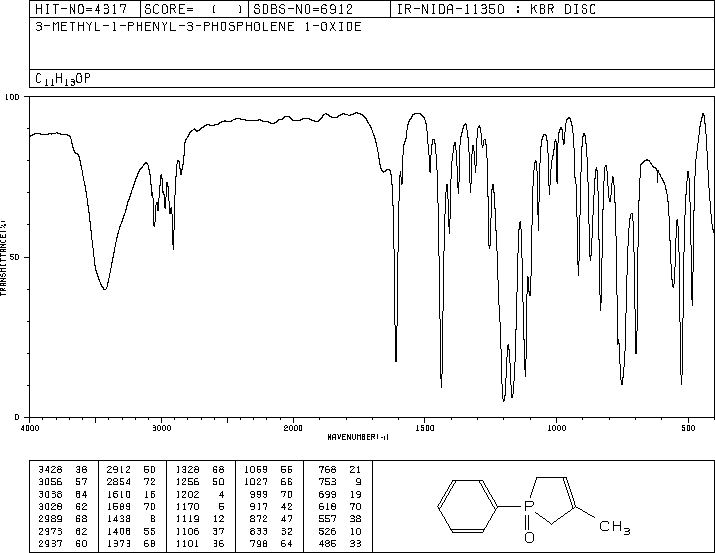 HIT-NO=4317 SCORE= ( ) SDBS-NO=6912 IR-NIDA-11350 : KBR DISC
3-METHYL-1-PHENYL-3-PHOSPHOLENE 1-OXIDE
C11H13OP
100
50
0
TRANSMITTANCE(%)
4000 3000 2000 1500 1000 500
WAVENUMBER(-1)
3428 38 2912 50 1328 68 1069 55 768 21
3056 57 2854 72 1256 50 1027 66 753 9
3038 64 1610 16 1202 4 999 70 699 19
3028 62 1589 70 1170 5 917 42 618 70
2989 68 1438 8 1119 12 872 47 557 38
2973 62 1408 55 1106 37 833 32 526 10
2937 60 1373 68 1101 36 798 64 486 33
P
O
CH3